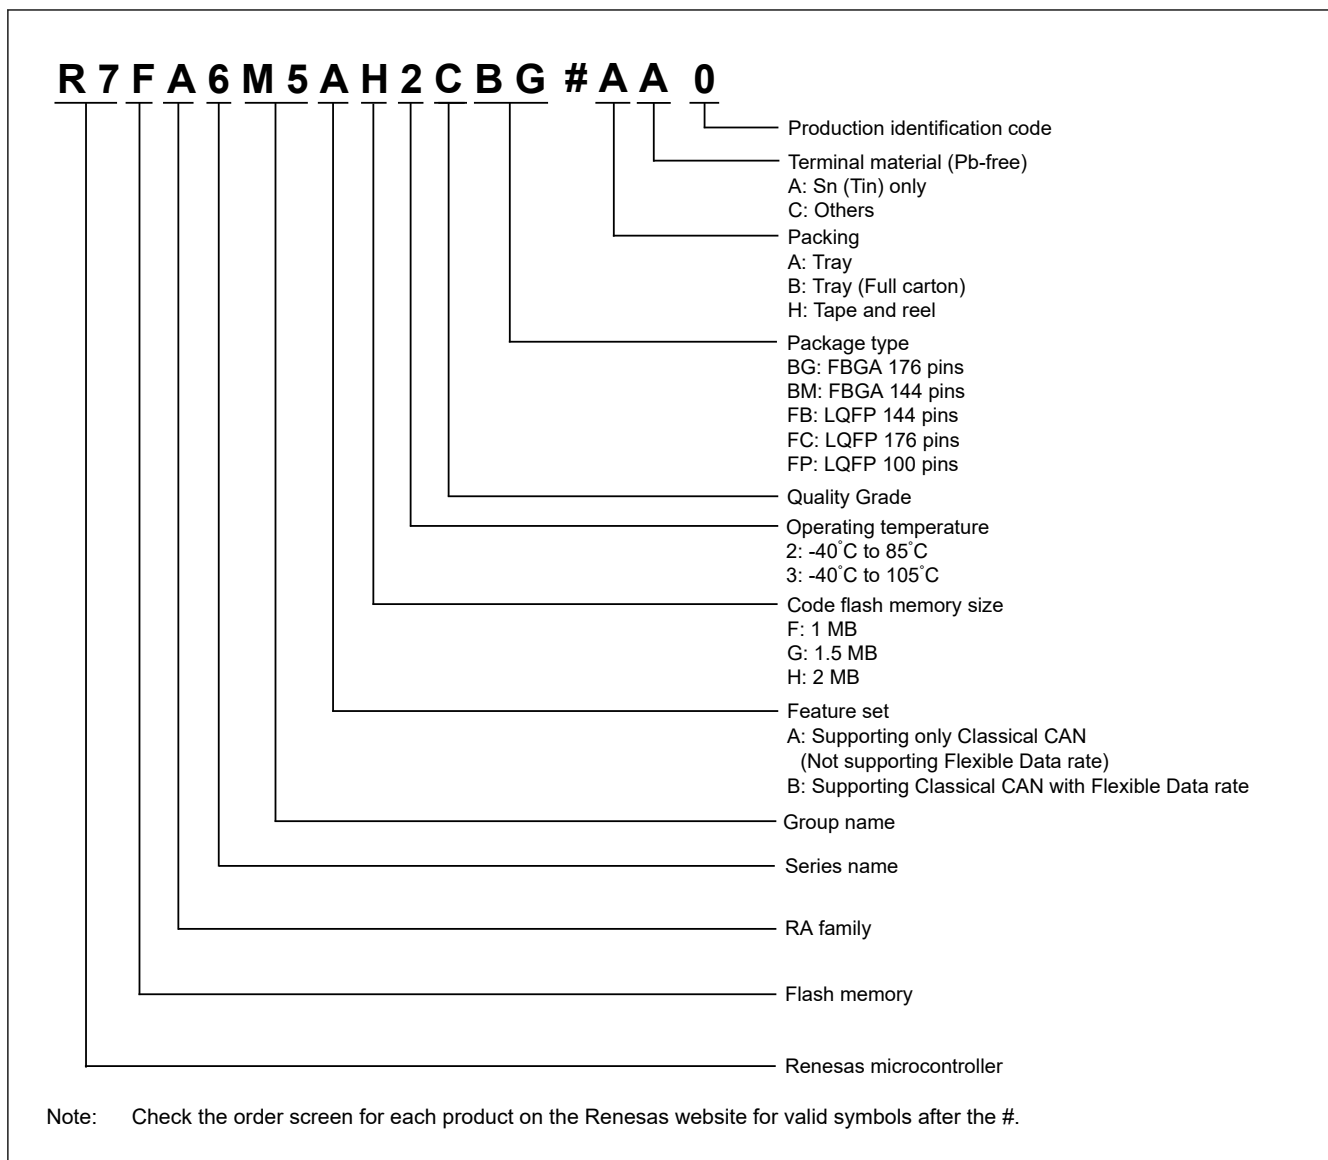 R 7 F A 6 M 5 A H 2 C B G # A A 0
Production identification code
Terminal material (Pb-free)
A: Sn (Tin) only
C: Others
Packing
A: Tray
B: Tray (Full carton)
H: Tape and reel
Package type
BG: FBGA 176 pins
BM: FBGA 144 pins
FB: LQFP 144 pins
FC: LQFP 176 pins
FP: LQFP 100 pins
Quality Grade
Operating temperature
2: -40°C to 85°C
3: -40°C to 105°C
Code flash memory size
F: 1 MB
G: 1.5 MB
H: 2 MB
Feature set
A: Supporting only Classical CAN
(Not supporting Flexible Data rate)
B: Supporting Classical CAN with Flexible Data rate
Group name
Series name
RA family
Flash memory
Renesas microcontroller
Note: Check the order screen for each product on the Renesas website for valid symbols after the #.